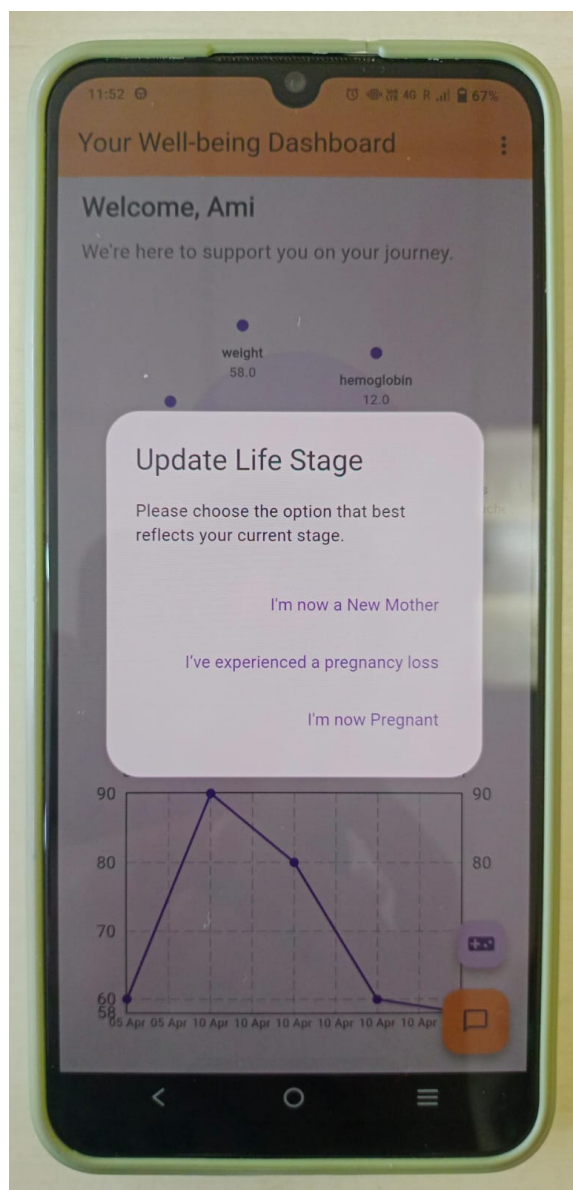 11:52
4G R 67%
Your Well-being Dashboard
Welcome, Ami
We're here to support you on your journey.
weight
58.0
hemoglobin
12.0
Update Life Stage
Please choose the option that best
reflects your current stage.
I'm now a New Mother
I've experienced a pregnancy loss
I'm now Pregnant
90 90
80 80
70
60
58
05 Apr 05 Apr 10 Apr 10 Apr 10 Apr 10 Apr 10 Apr 10 Apr